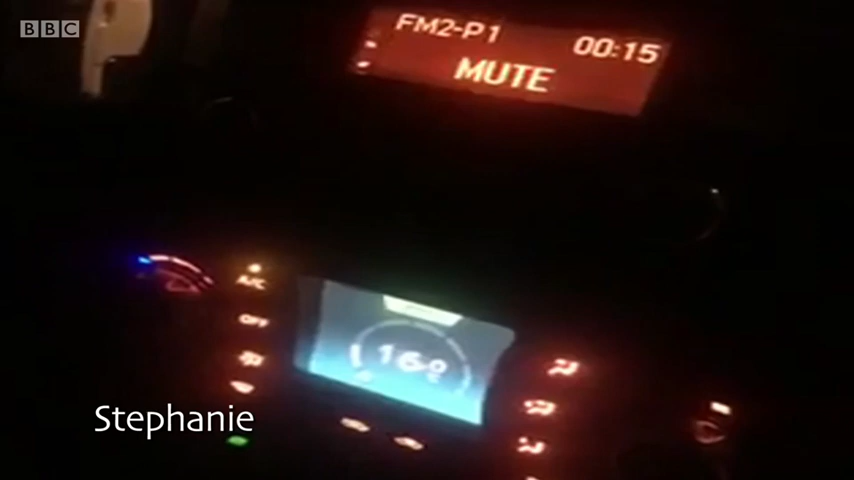 BBC
FM2-P1
00:15
MUTE
A/C
OFF
16°C
Stephanie